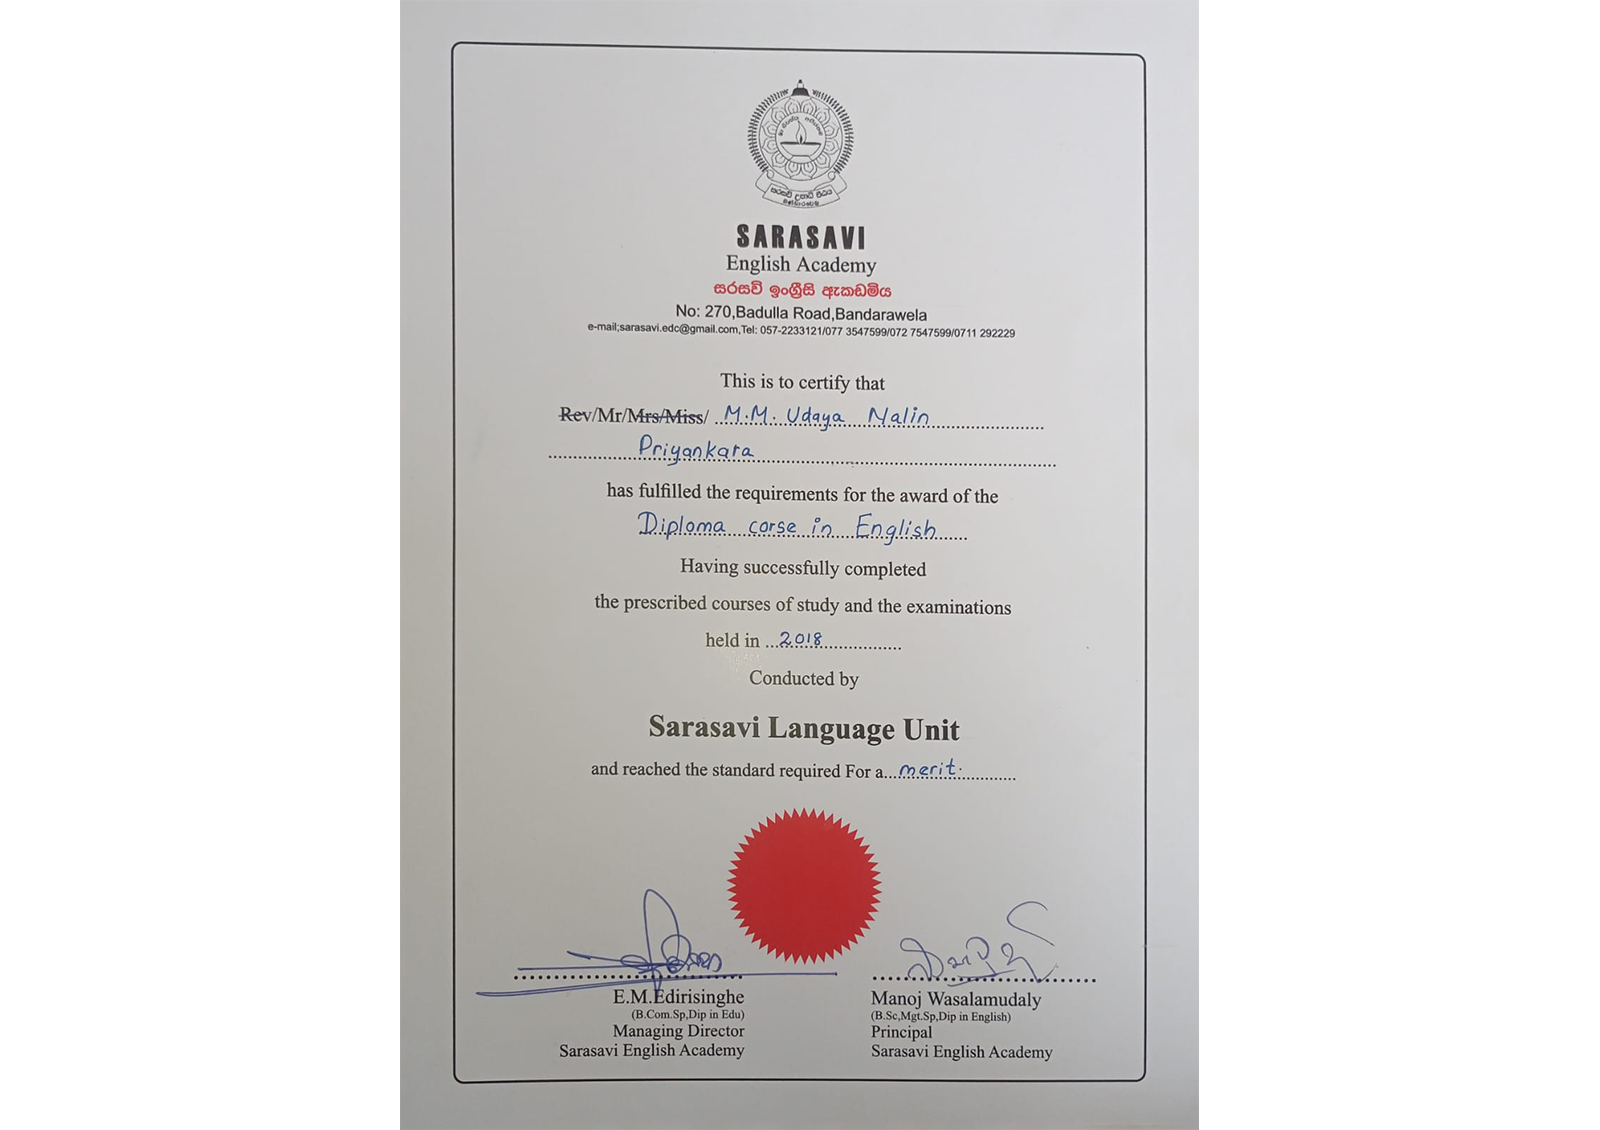 සරසවි උසස් පීඨය
බණ්ඩාරවෙල
SARASAVI
English Academy
සරසවි ඉංග්‍රීසි ඇකඩමිය
No: 270,Badulla Road,Bandarawela
e-mail;sarasavi.edc@gmail.com,Tel: 057-2233121/077 3547599/072 7547599/0711 292229
This is to certify that
Rev/Mr/Mrs/Miss/ M.M. Udaya Nalin
Priyankara
has fulfilled the requirements for the award of the
Diploma corse in English
Having successfully completed
the prescribed courses of study and the examinations
held in 2018
Conducted by
Sarasavi Language Unit
and reached the standard required For a merit.
E.M.Edirisinghe
(B.Com.Sp,Dip in Edu)
Managing Director
Sarasavi English Academy
Manoj Wasalamudaly
(B.Sc,Mgt.Sp,Dip in English)
Principal
Sarasavi English Academy